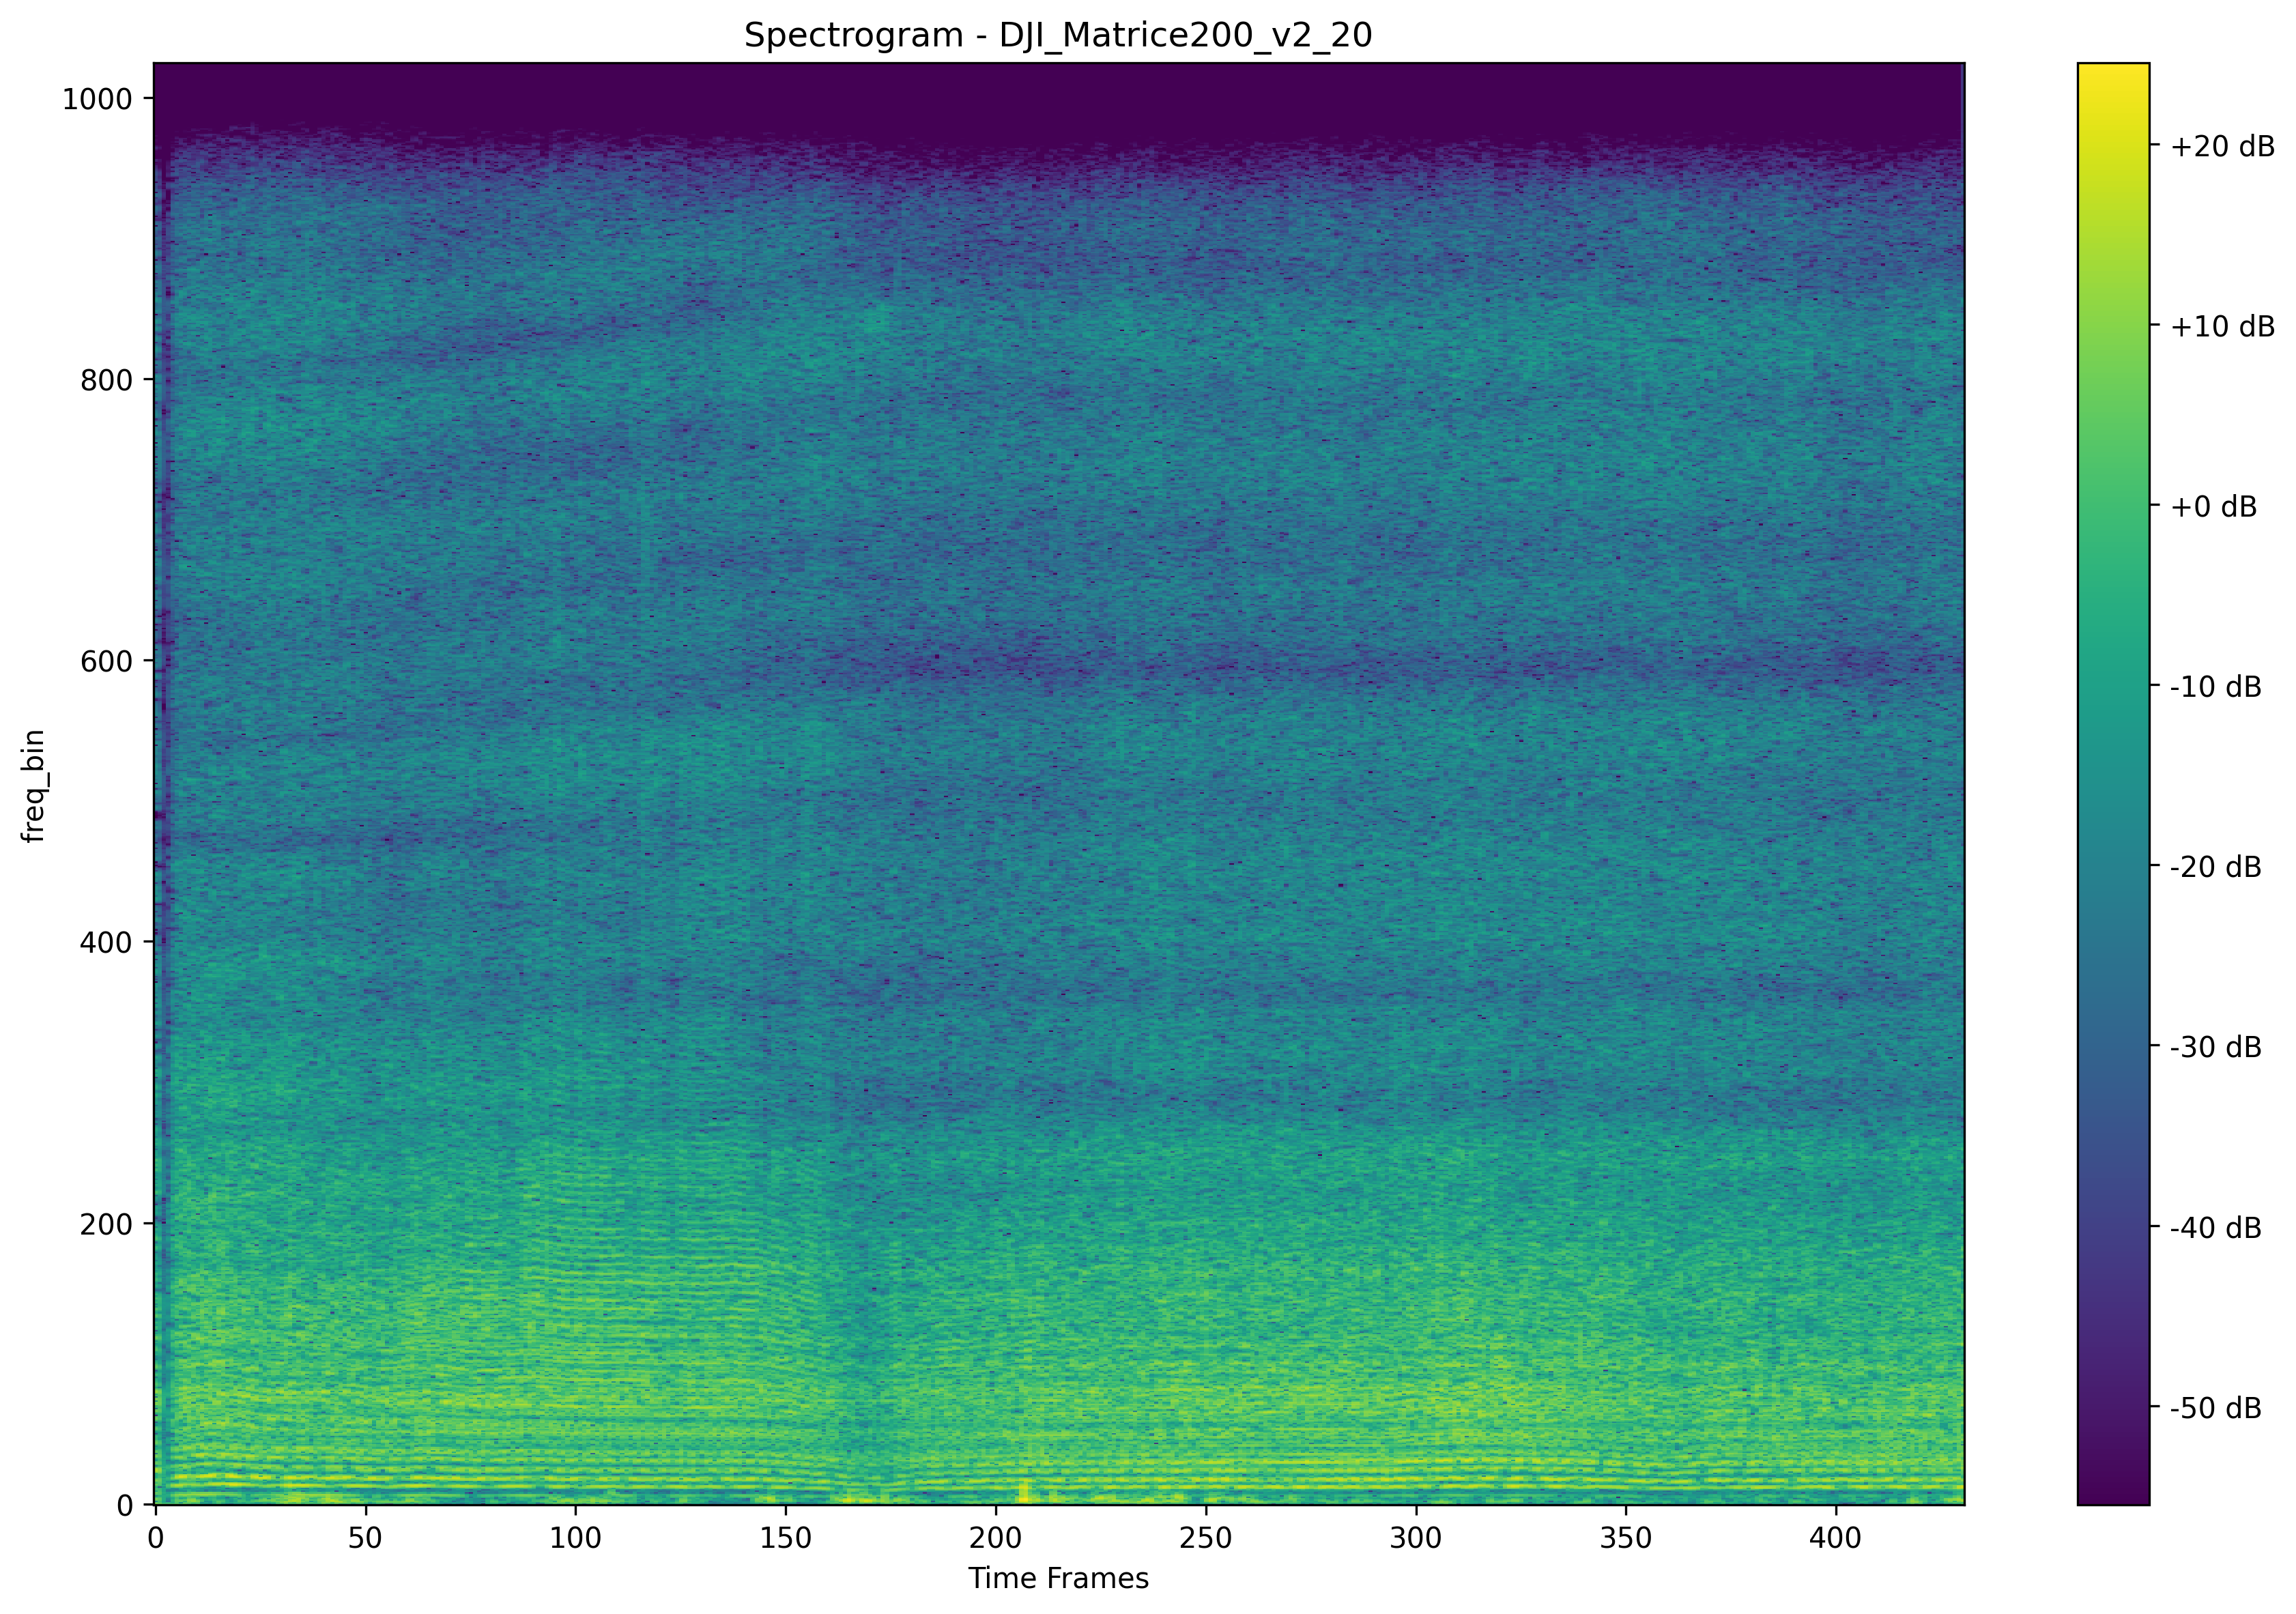 Spectrogram - DJI_Matrice200_v2_20
1000
800
600
400
200
0
freq_bin
0 50 100 150 200 250 300 350 400
Time Frames
+20 dB
+10 dB
+0 dB
-10 dB
-20 dB
-30 dB
-40 dB
-50 dB